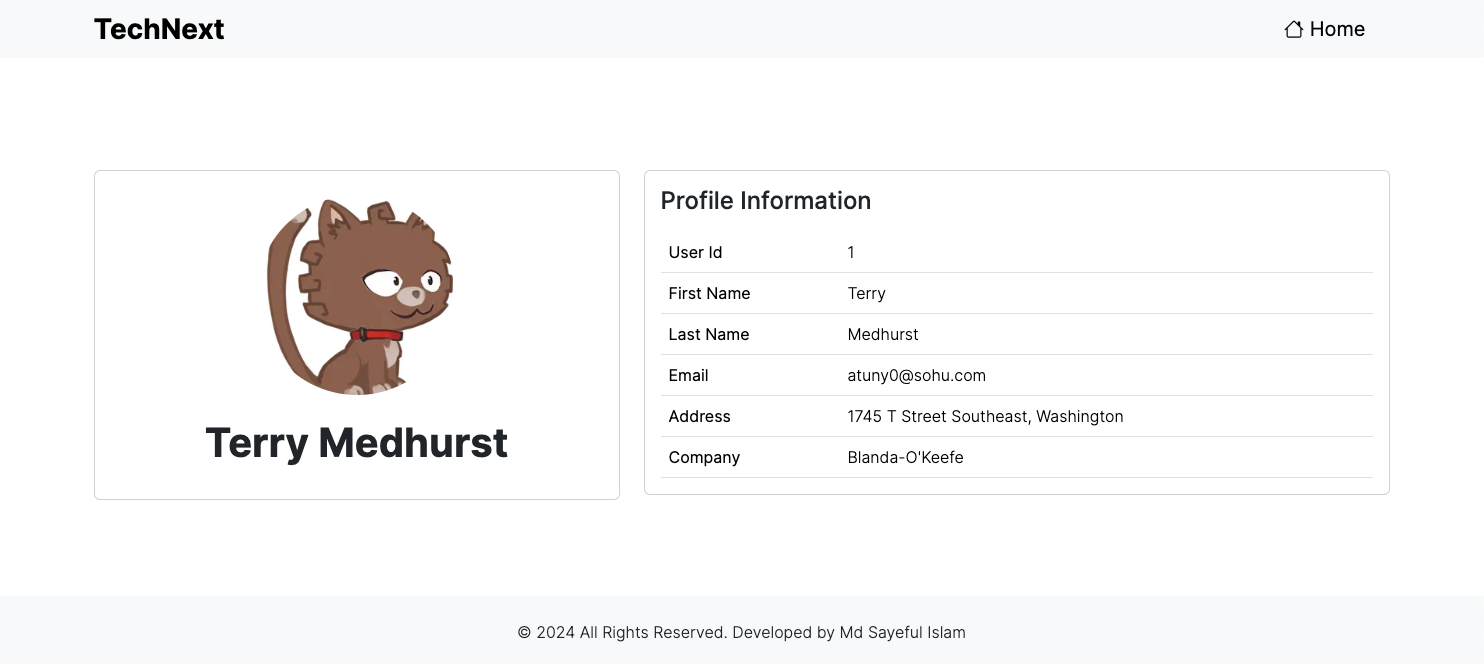 TechNext
Home
Terry Medhurst
Profile Information
User Id 1
First Name Terry
Last Name Medhurst
Email atuny0@sohu.com
Address 1745 T Street Southeast, Washington
Company Blanda-O'Keefe
© 2024 All Rights Reserved. Developed by Md Sayeful Islam